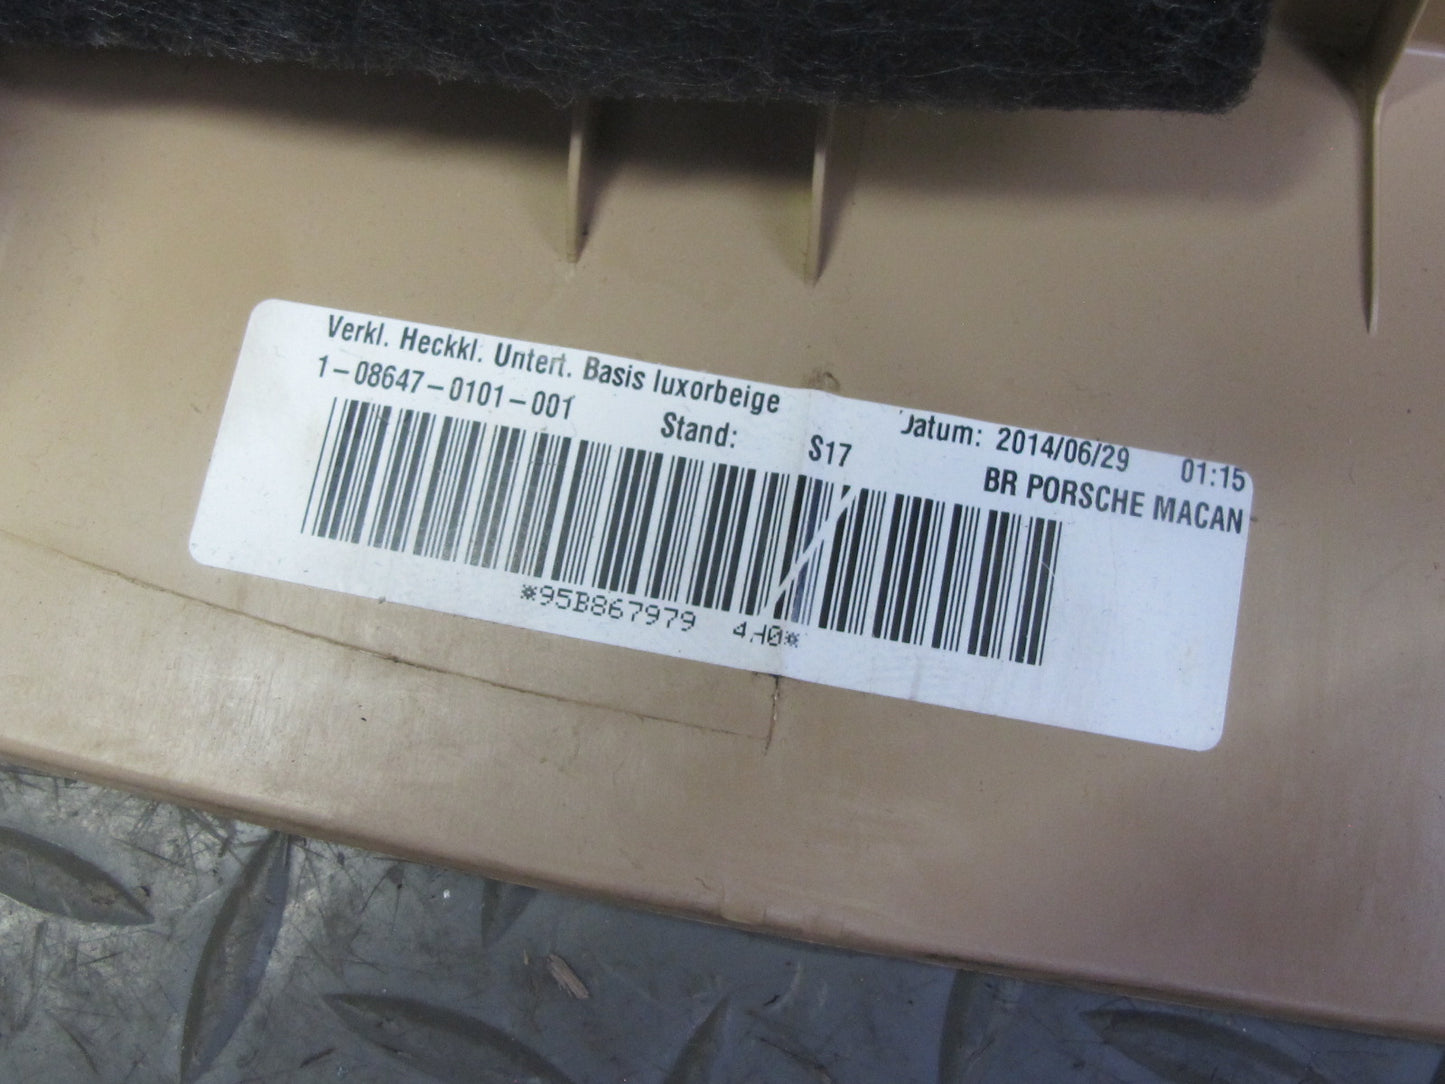 Verkl. Heckkl. Untert. Basis luxorbeige
Datum: 2014/06/29 01:15
1-08647-0101-001
Stand: S17
BR PORSCHE MACAN
*95B867979 4H0*